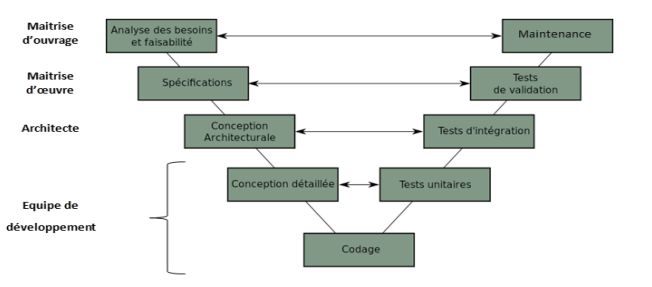 Maitrise
d'ouvrage
Analyse des besoins
et faisabilité
Maintenance
Maitrise
d'œuvre
Spécifications
Tests
de validation
Architecte
Conception
Architecturale
Tests d'intégration
Conception détaillée
Tests unitaires
Equipe de
développement
Codage